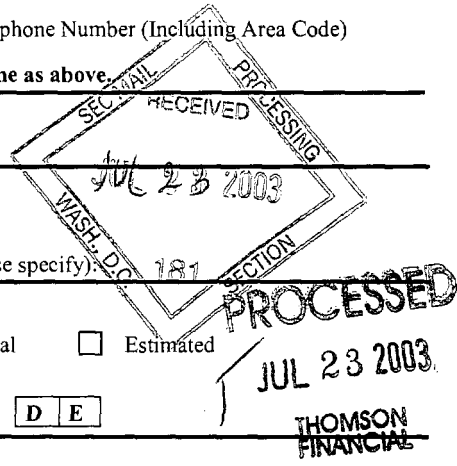 phone Number (Including Area Code)
ne as above.
SEC MAIL PROCESSING
RECEIVED
JUL 23 2003
WASH., D.C. SECTION
181
se specify):
PROCESSED
al ☐ Estimated
JUL 23 2003
D E
THOMSON
FINANCIAL